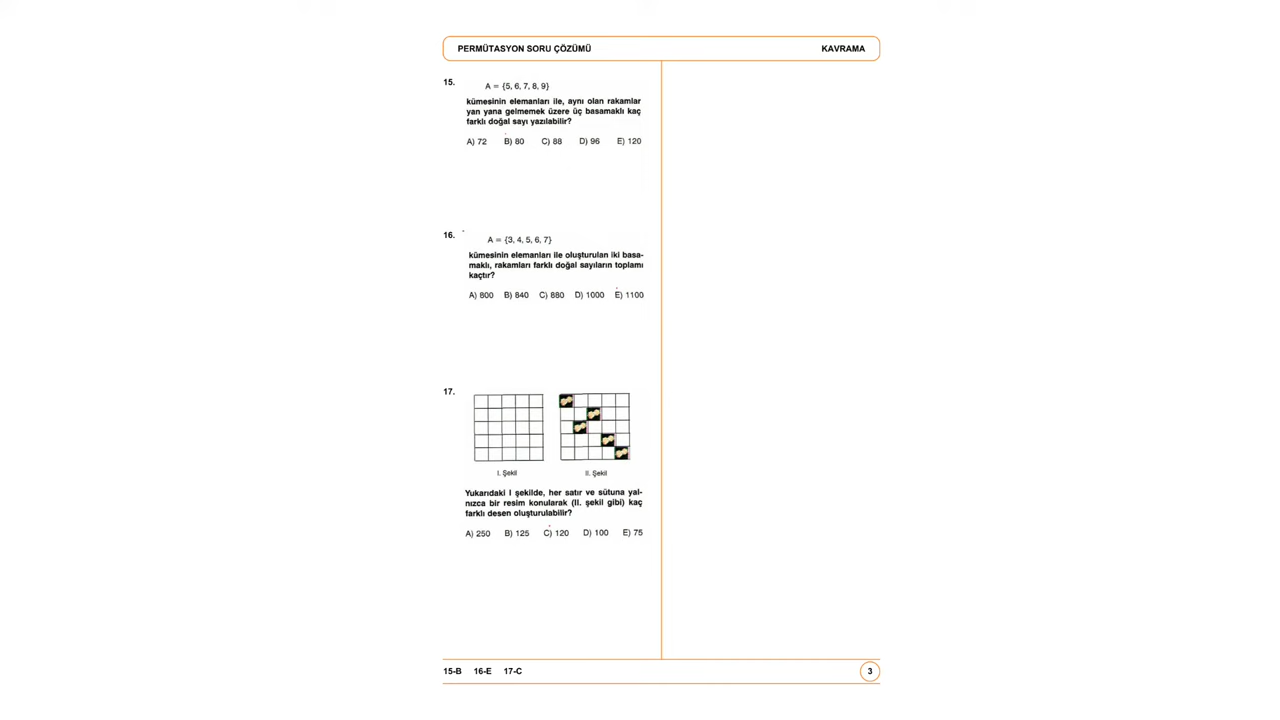 PERMÜTASYON SORU ÇÖZÜMÜ KAVRAMA
15.
A = {5, 6, 7, 8, 9}
kümesinin elemanları ile, aynı olan rakamlar
yan yana gelmemek üzere üç basamaklı kaç
farklı doğal sayı yazılabilir?
A) 72 B) 80 C) 88 D) 96 E) 120
16.
A = {3, 4, 5, 6, 7}
kümesinin elemanları ile oluşturulan iki basa-
maklı, rakamları farklı doğal sayıların toplamı
kaçtır?
A) 800 B) 840 C) 880 D) 1000 E) 1100
17.
I. Şekil II. Şekil
Yukarıdaki I şekilde, her satır ve sütuna yal-
nızca bir resim konularak (II. şekil gibi) kaç
farklı desen oluşturulabilir?
A) 250 B) 125 C) 120 D) 100 E) 75
15-B 16-E 17-C 3